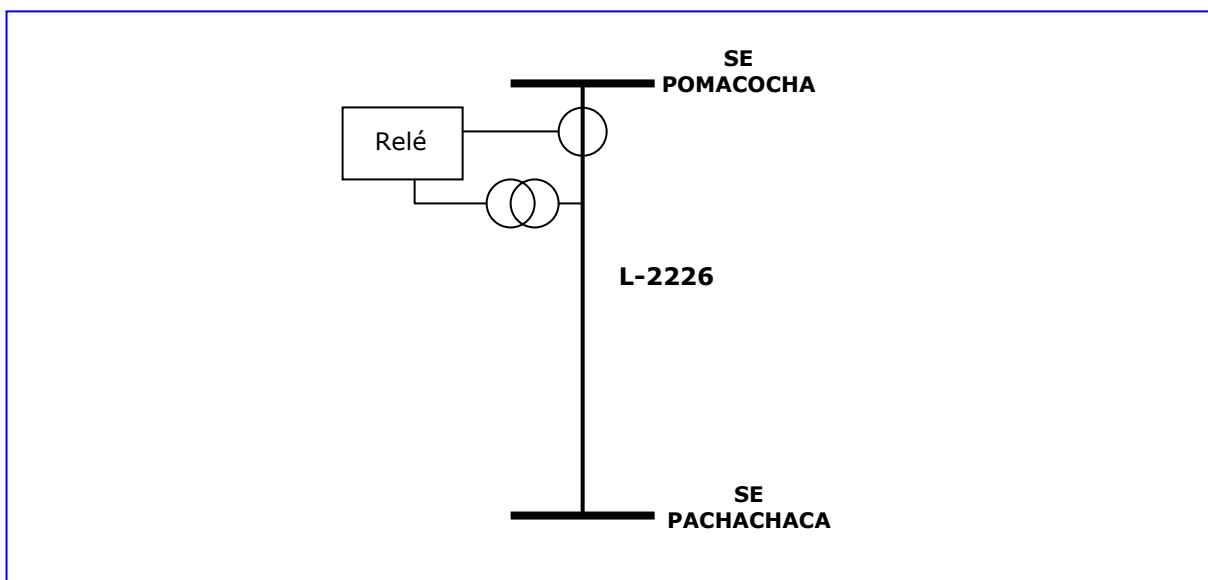 SE
POMACOCHA
Relé
L-2226
SE
PACHACHACA